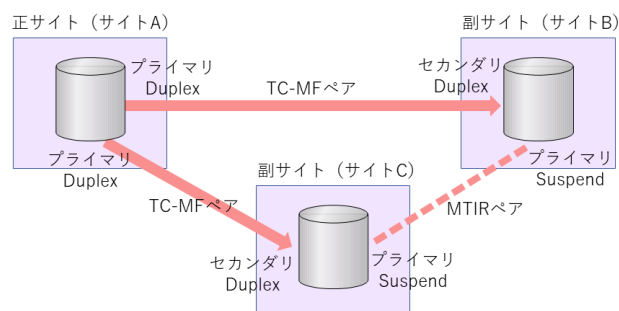 正サイト（サイトA）
副サイト（サイトB）
プライマリ
Duplex
TC-MFペア
セカンダリ
Duplex
プライマリ
Duplex
プライマリ
Suspend
副サイト（サイトC）
TC-MFペア
MTIRペア
セカンダリ
Duplex
プライマリ
Suspend